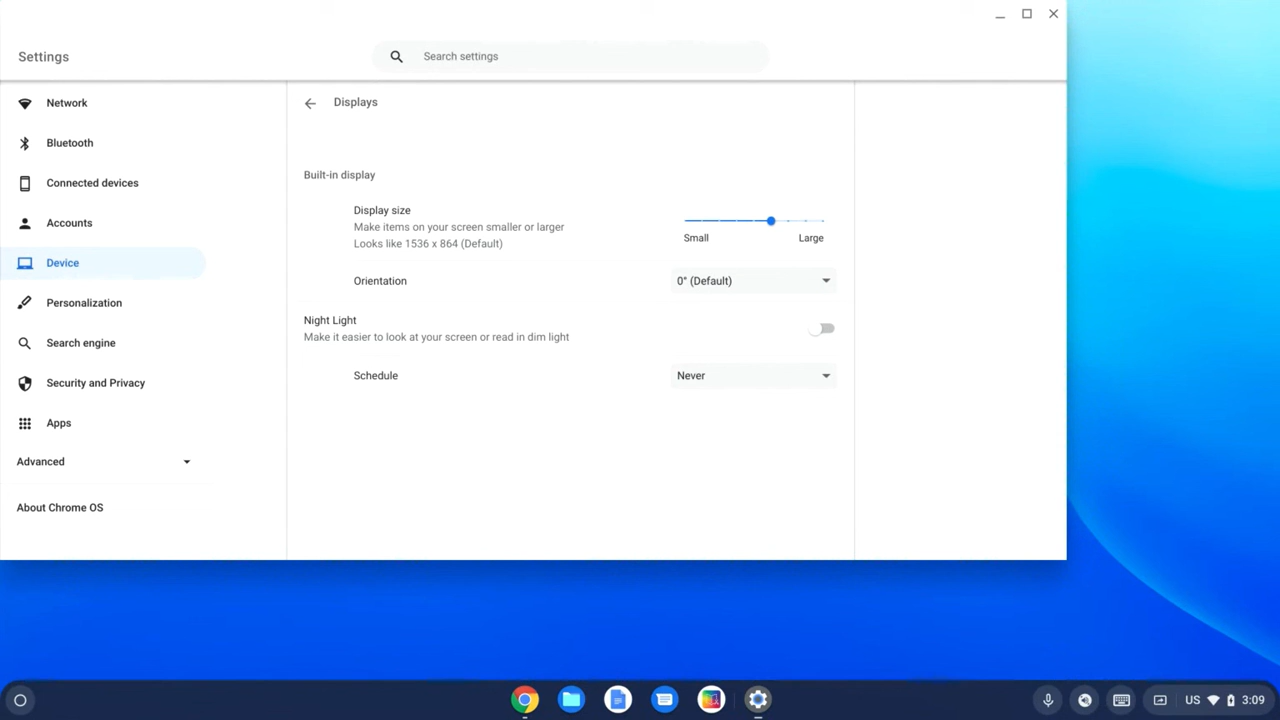 Settings
Search settings
Network
Bluetooth
Connected devices
Accounts
Device
Personalization
Search engine
Security and Privacy
Apps
Advanced
About Chrome OS
Displays
Built-in display
Display size
Make items on your screen smaller or larger
Looks like 1536 x 864 (Default)
Small Large
Orientation 0° (Default)
Night Light
Make it easier to look at your screen or read in dim light
Schedule Never
US 3:09